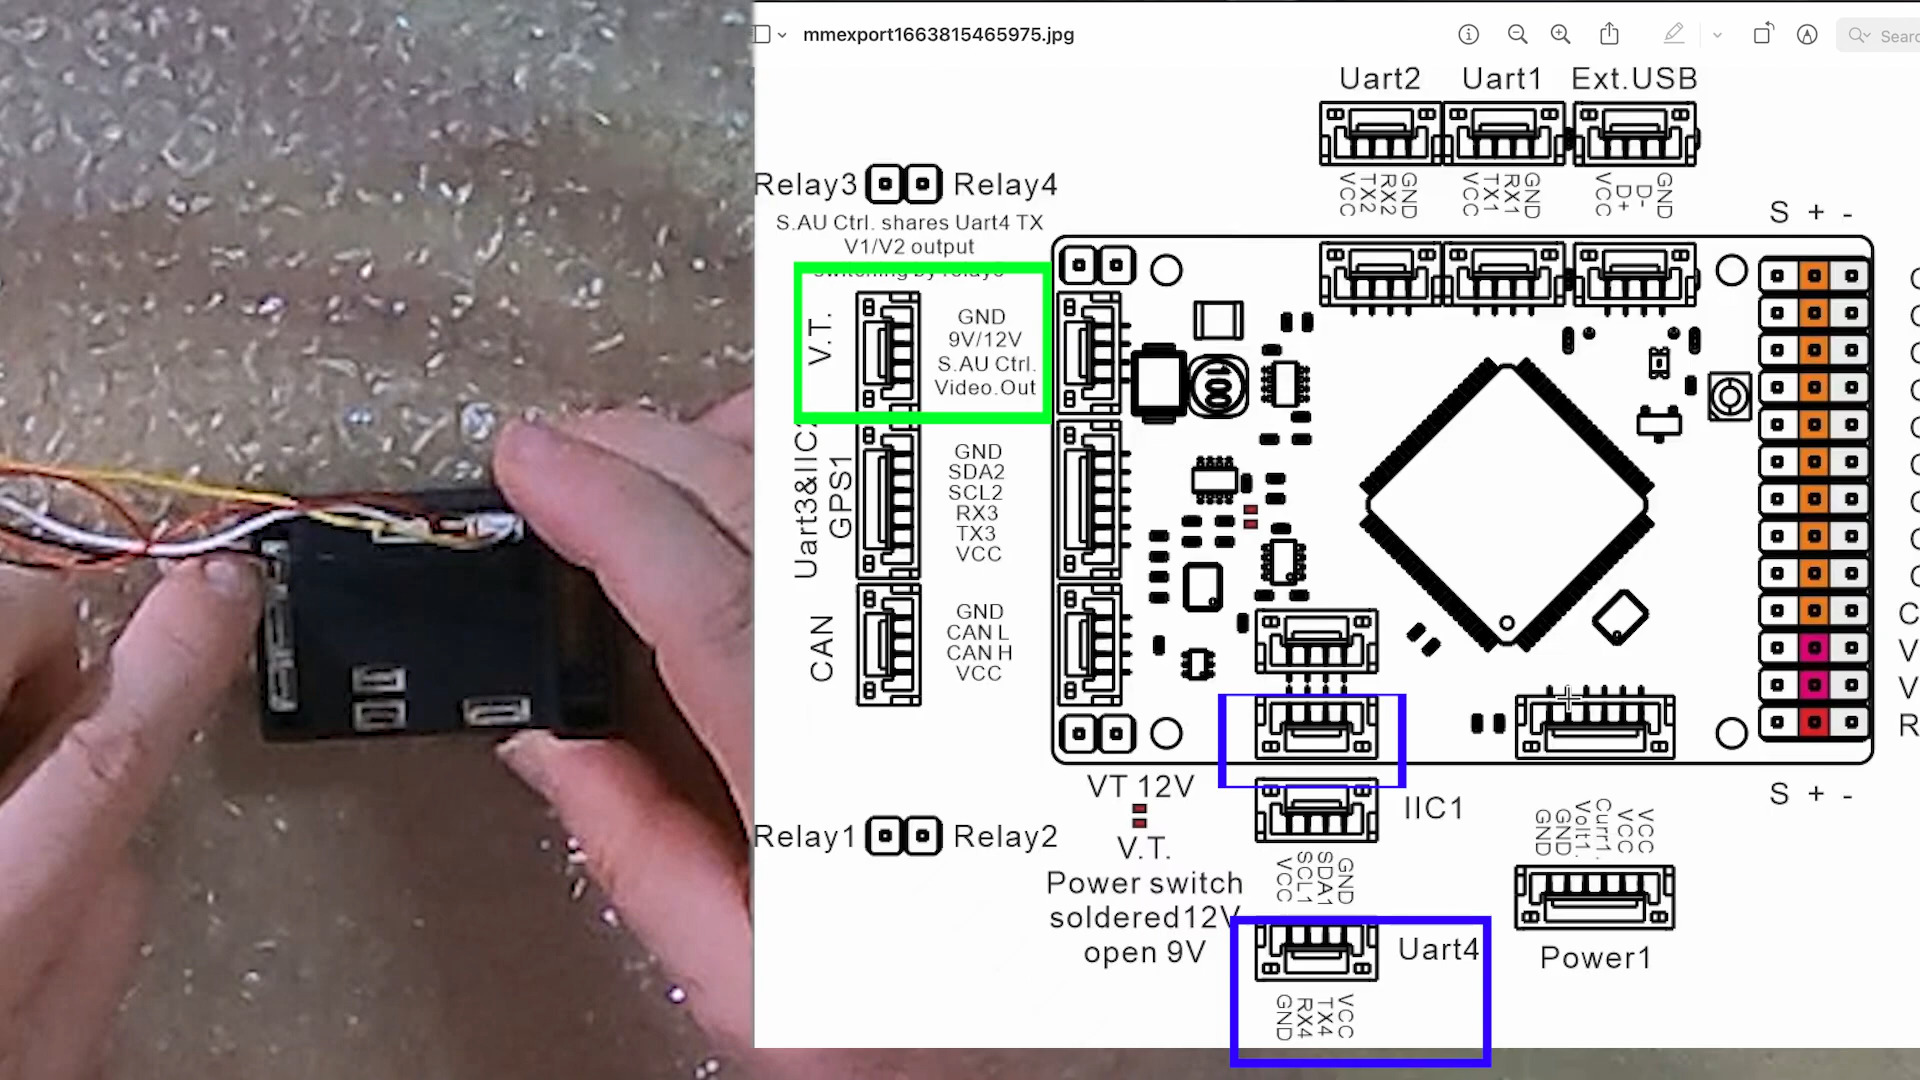 mmexport1663815465975.jpg
Uart2 Uart1 Ext.USB
VCC TX2 RX2 GND
VCC TX1 RX1 GND
VCC D+ D- GND
S + -
Relay3 Relay4
S.AU Ctrl. shares Uart4 TX
V1/V2 output
V.T.
GND
9V/12V
S.AU Ctrl.
Video.Out
100
Uart3&IIC
GPS1
GND
SDA2
SCL2
RX3
TX3
VCC
CAN
GND
CAN L
CAN H
VCC
C
V
V
R
S + -
VT 12V
V.T.
Power switch
soldered12V
open 9V
Relay1 Relay2
IIC1
VCC SCL1 SDA1 GND
Uart4
GND RX4 TX4 VCC
GND GND Volt1. Curr1. VCC VCC
Power1